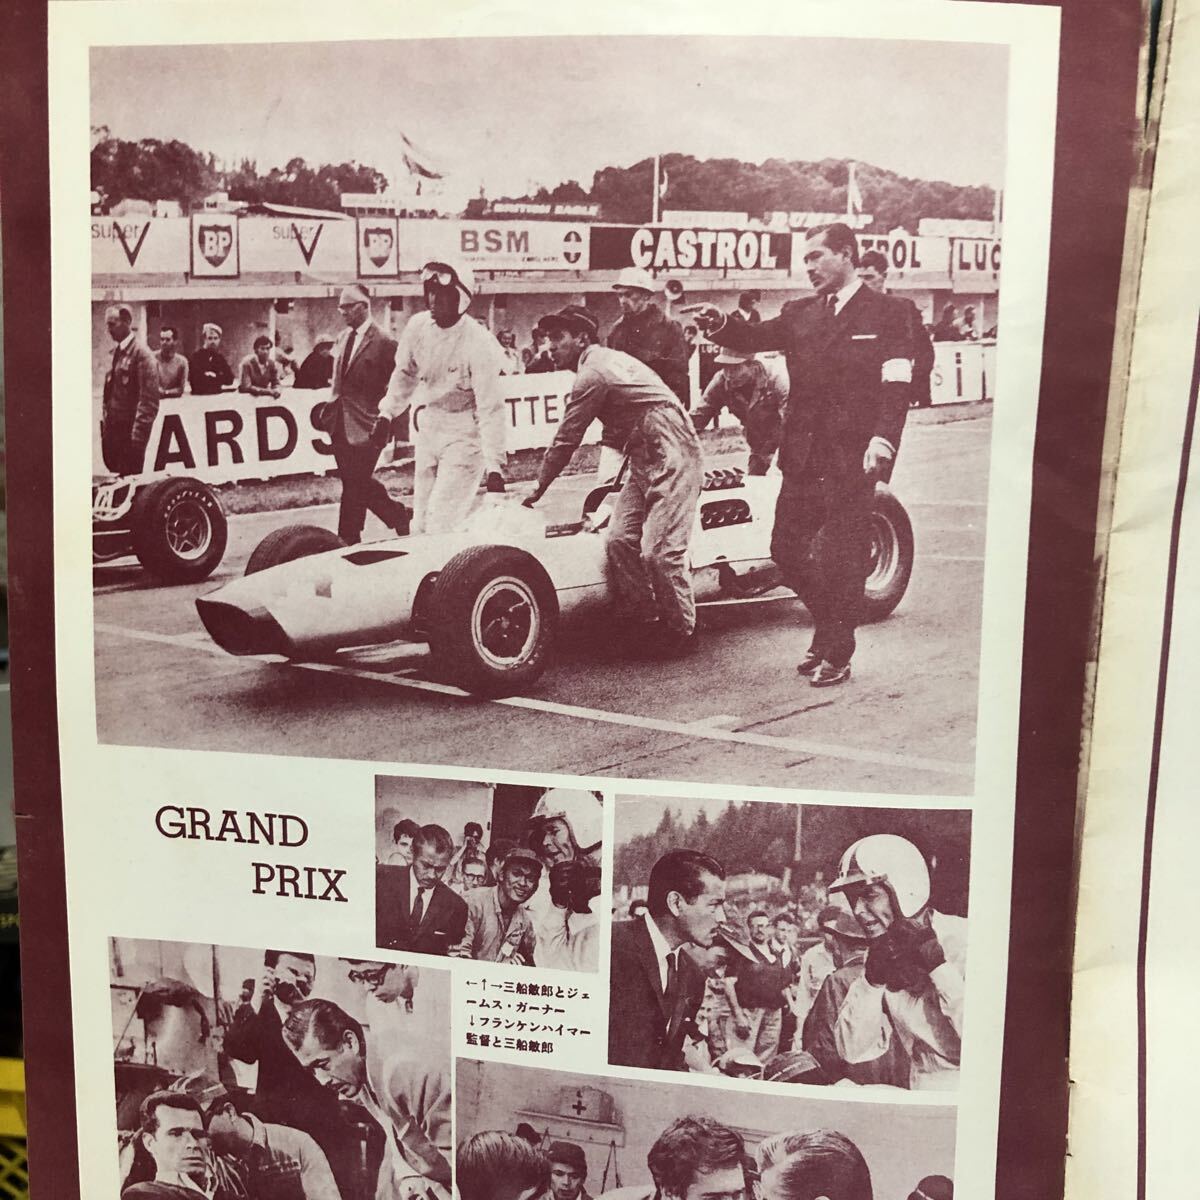 super
BP
super
BP
BSM
CASTROL
LUC
ARDS
GOODYEAR
GRAND
PRIX
←↑→三船敏郎とジェ
ームス・ガーナー
↓フランケンハイマー
監督と三船敏郎